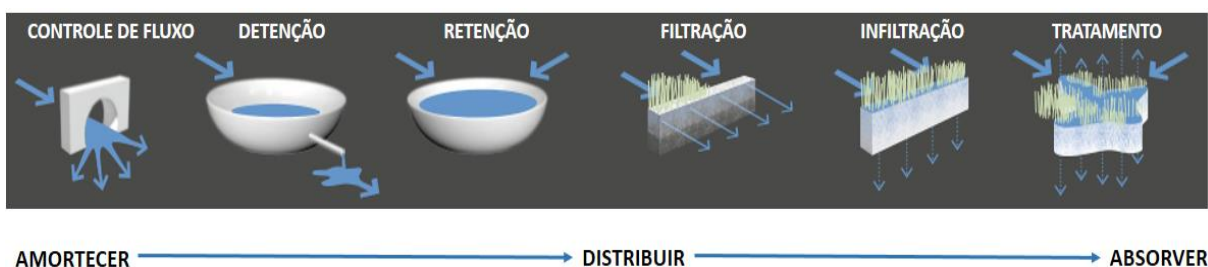 CONTROLE DE FLUXO DETENÇÃO RETENÇÃO FILTRAÇÃO INFILTRAÇÃO TRATAMENTO
AMORTECER DISTRIBUIR ABSORVER